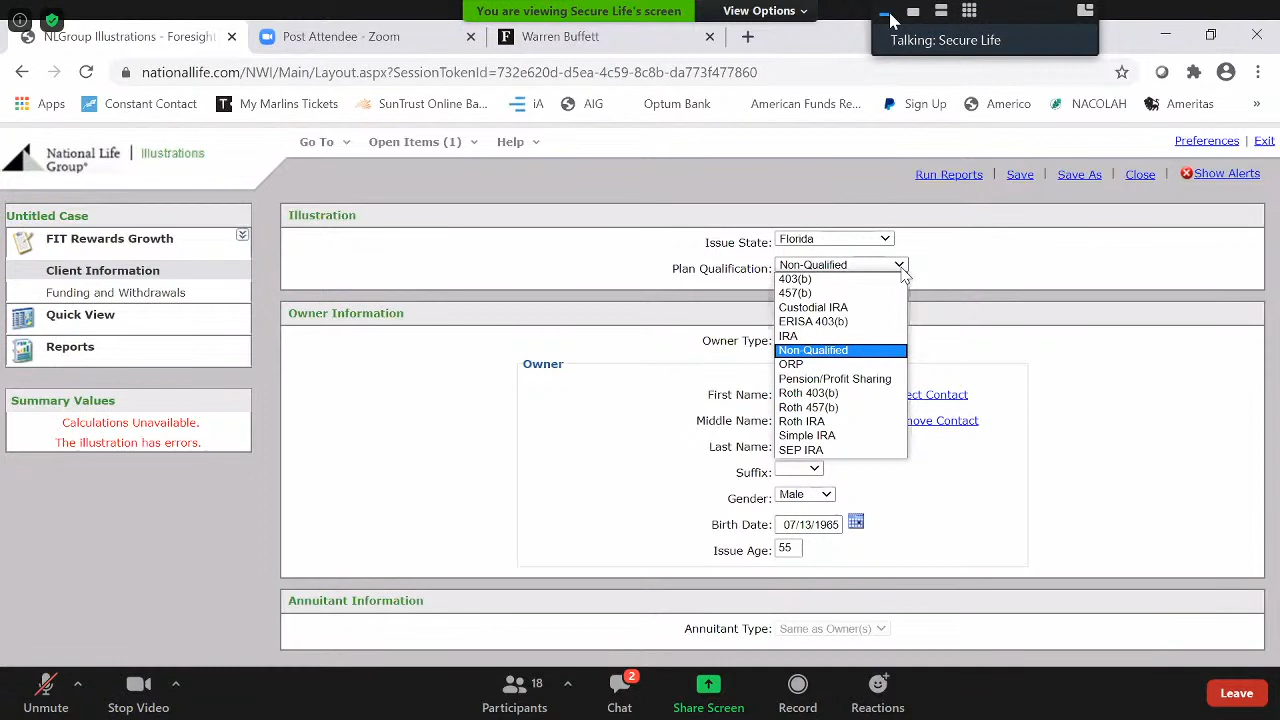 You are viewing Secure Life's screen
View Options
Talking: Secure Life
NLGroup Illustrations - Foresight
Post Attendee - Zoom
Warren Buffett
nationallife.com/NWI/Main/Layout.aspx?SessionTokenId=732e620d-d5ea-4c59-8c8b-da773f477860
Apps
Constant Contact
My Martins Tickets
SunTrust Online Ba...
iA
AIG
Optum Bank
American Funds Re...
Sign Up
Americo
NACOLAH
Ameritas
»
National Life Group®
Illustrations
Go To
Open Items (1)
Help
Preferences
Exit
Run Reports
Save
Save As
Close
Show Alerts
Untitled Case
FIT Rewards Growth
Client Information
Funding and Withdrawals
Quick View
Reports
Summary Values
Calculations Unavailable.
The illustration has errors.
Illustration
Issue State: Florida
Plan Qualification: Non-Qualified
403(b)
457(b)
Custodial IRA
ERISA 403(b)
IRA
Non-Qualified
ORP
Pension/Profit Sharing
Roth 403(b)
Roth 457(b)
Roth IRA
Simple IRA
SEP IRA
Owner Information
Owner Type:
Owner
First Name:
ect Contact
Middle Name:
ove Contact
Last Name:
Suffix:
Gender: Male
Birth Date: 07/13/1965
Issue Age: 55
Annuitant Information
Annuitant Type: Same as Owner(s)
Unmute
Stop Video
18
Participants
2
Chat
Share Screen
Record
Reactions
Leave